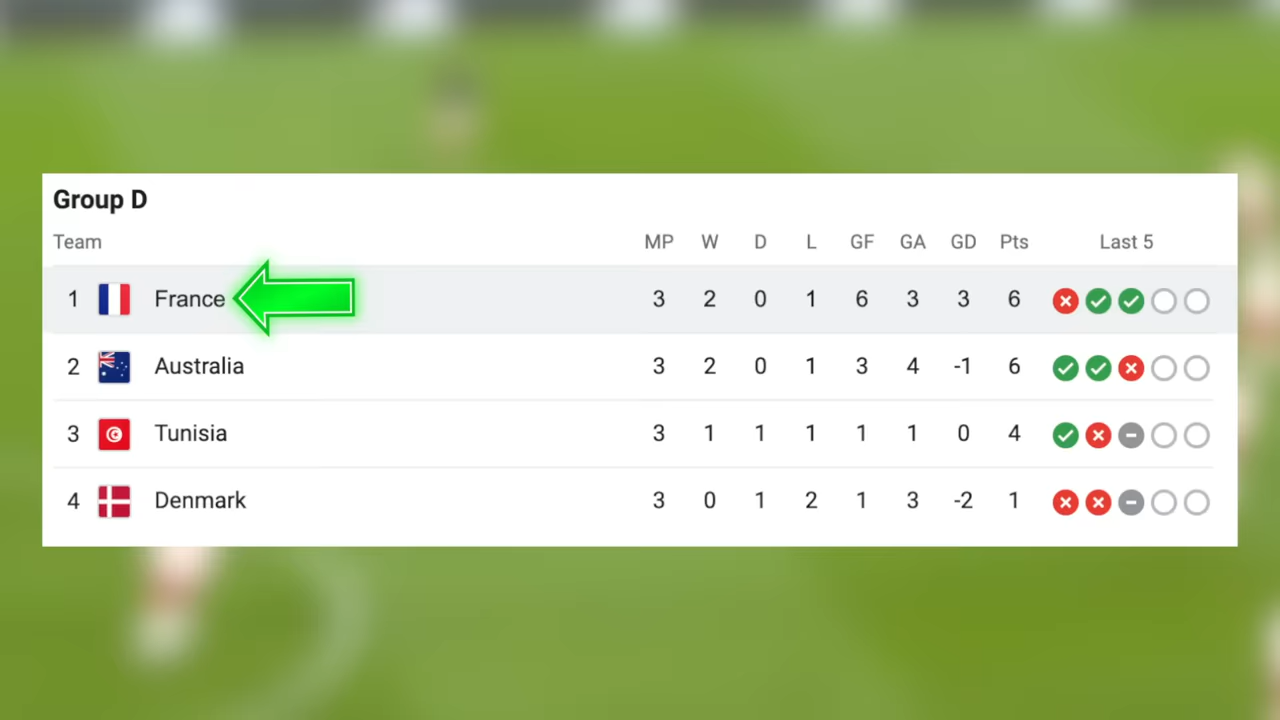 Group D
Team MP W D L GF GA GD Pts Last 5
1 France 3 2 0 1 6 3 3 6
2 Australia 3 2 0 1 3 4 -1 6
3 Tunisia 3 1 1 1 1 1 0 4
4 Denmark 3 0 1 2 1 3 -2 1